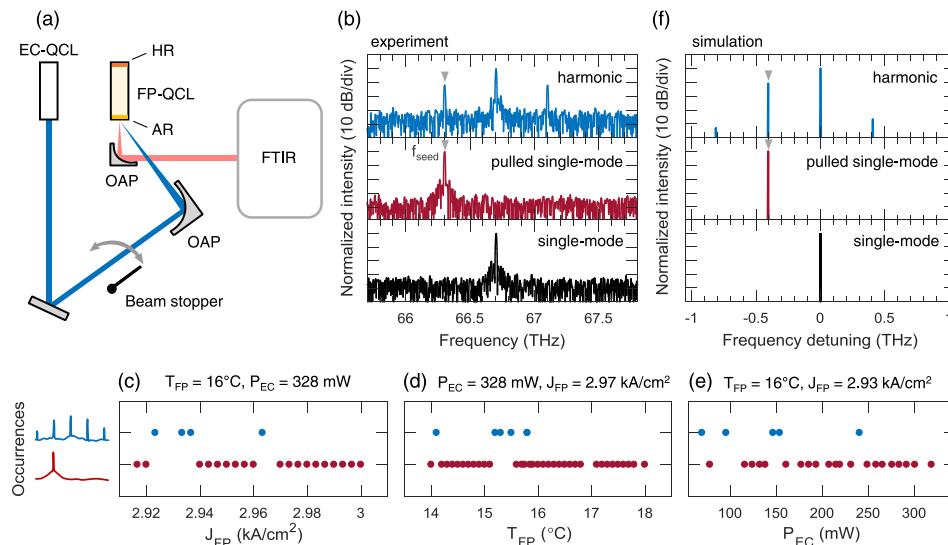 (a)
EC-QCL
HR
FP-QCL
AR
OAP
FTIR
OAP
Beam stopper
(b)
experiment
Normalized intensity (10 dB/div)
harmonic
f_seed
pulled single-mode
single-mode
66 66.5 67 67.5
Frequency (THz)
(f)
simulation
Normalized intensity (10 dB/div)
harmonic
pulled single-mode
single-mode
-1 -0.5 0 0.5 1
Frequency detuning (THz)
Occurrences
(c) T_FP = 16°C, P_EC = 328 mW
2.92 2.94 2.96 2.98 3
J_FP (kA/cm²)
(d) P_EC = 328 mW, J_FP = 2.97 kA/cm²
14 15 16 17 18
T_FP (°C)
(e) T_FP = 16°C, J_FP = 2.93 kA/cm²
100 150 200 250 300
P_EC (mW)